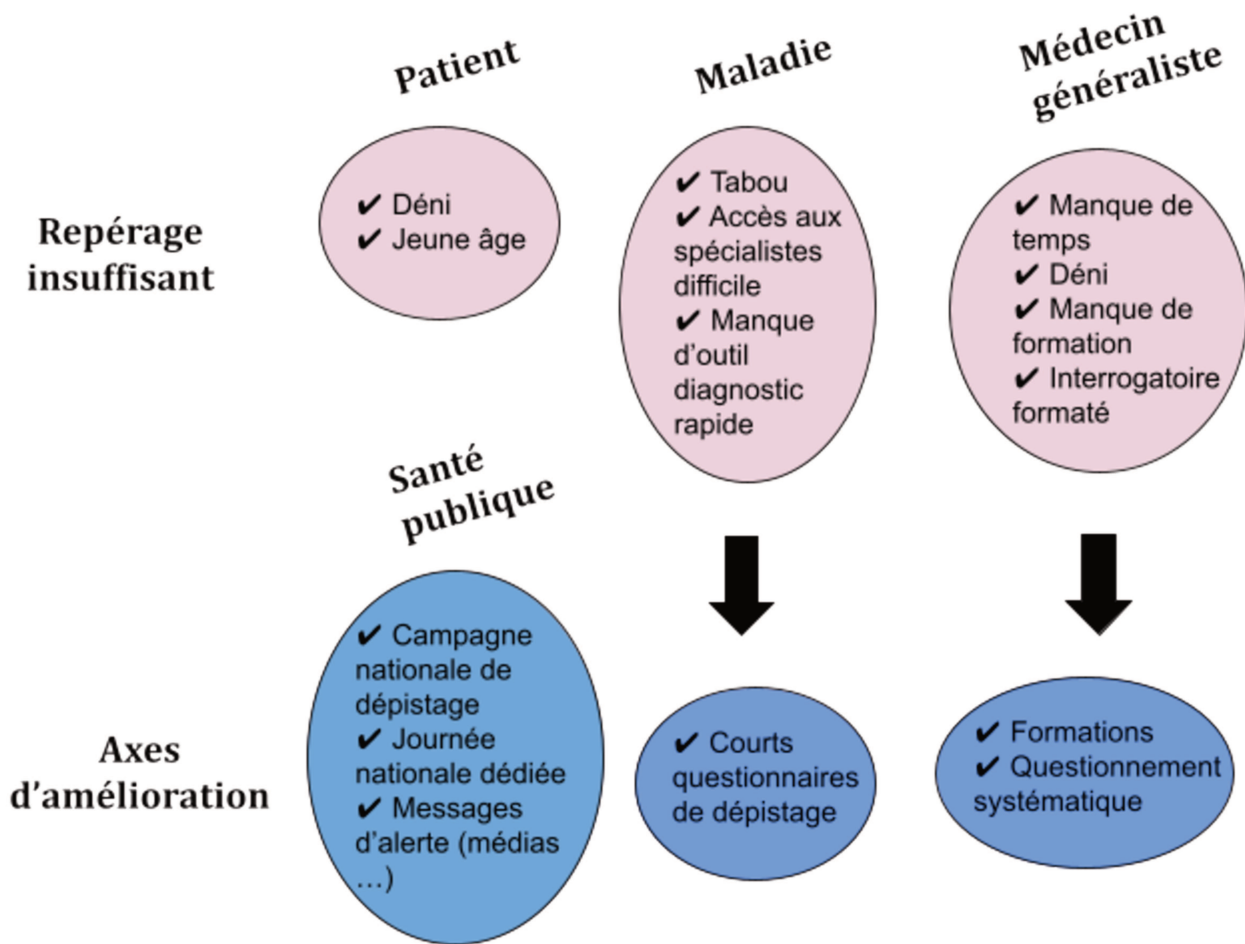 Patient
Maladie
Médecin
généraliste
Repérage
insuffisant
✔ Déni
✔ Jeune âge
✔ Tabou
✔ Accès aux
spécialistes
difficile
✔ Manque
d'outil
diagnostic
rapide
✔ Manque de
temps
✔ Déni
✔ Manque de
formation
✔ Interrogatoire
formaté
Santé
publique
Axes
d'amélioration
✔ Campagne
nationale de
dépistage
✔ Journée
nationale dédiée
✔ Messages
d'alerte (médias
…)
✔ Courts
questionnaires
de dépistage
✔ Formations
✔ Questionnement
systématique